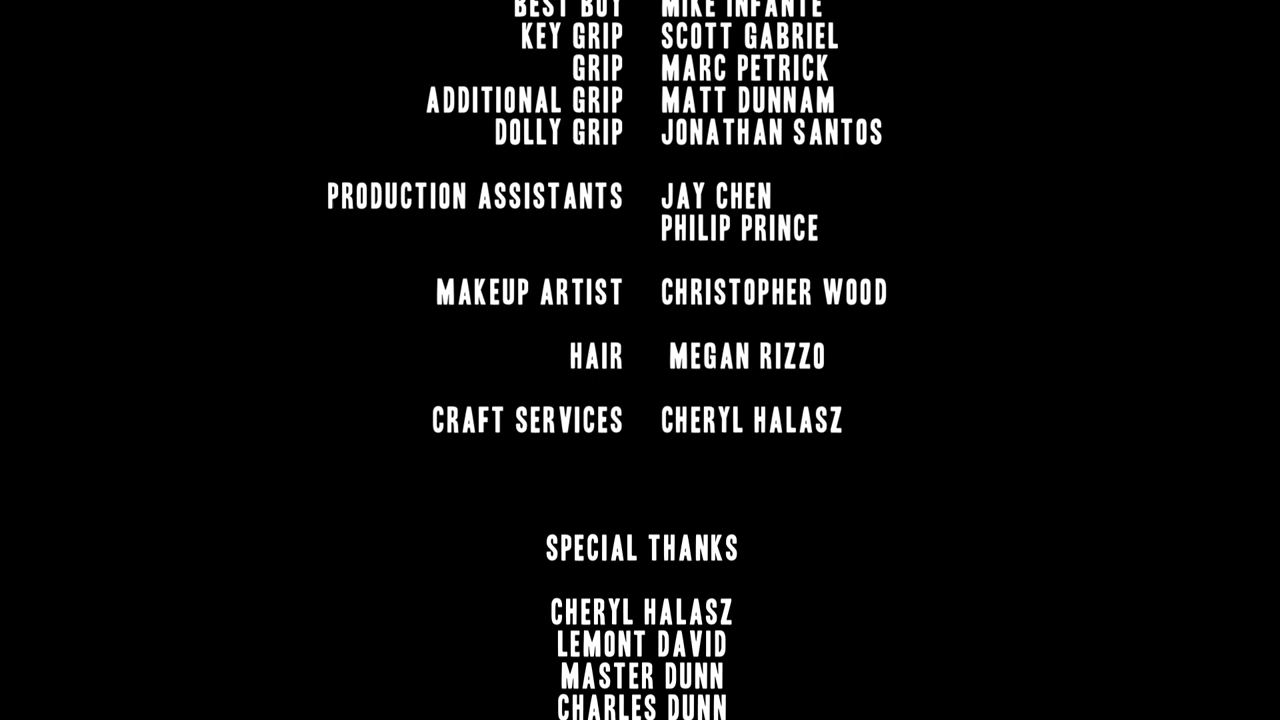 BEST BOY MIKE INFANTE
KEY GRIP SCOTT GABRIEL
GRIP MARC PETRICK
ADDITIONAL GRIP MATT DUNNAM
DOLLY GRIP JONATHAN SANTOS
PRODUCTION ASSISTANTS JAY CHEN
PHILIP PRINCE
MAKEUP ARTIST CHRISTOPHER WOOD
HAIR MEGAN RIZZO
CRAFT SERVICES CHERYL HALASZ
SPECIAL THANKS
CHERYL HALASZ
LEMONT DAVID
MASTER DUNN
CHARLES DUNN